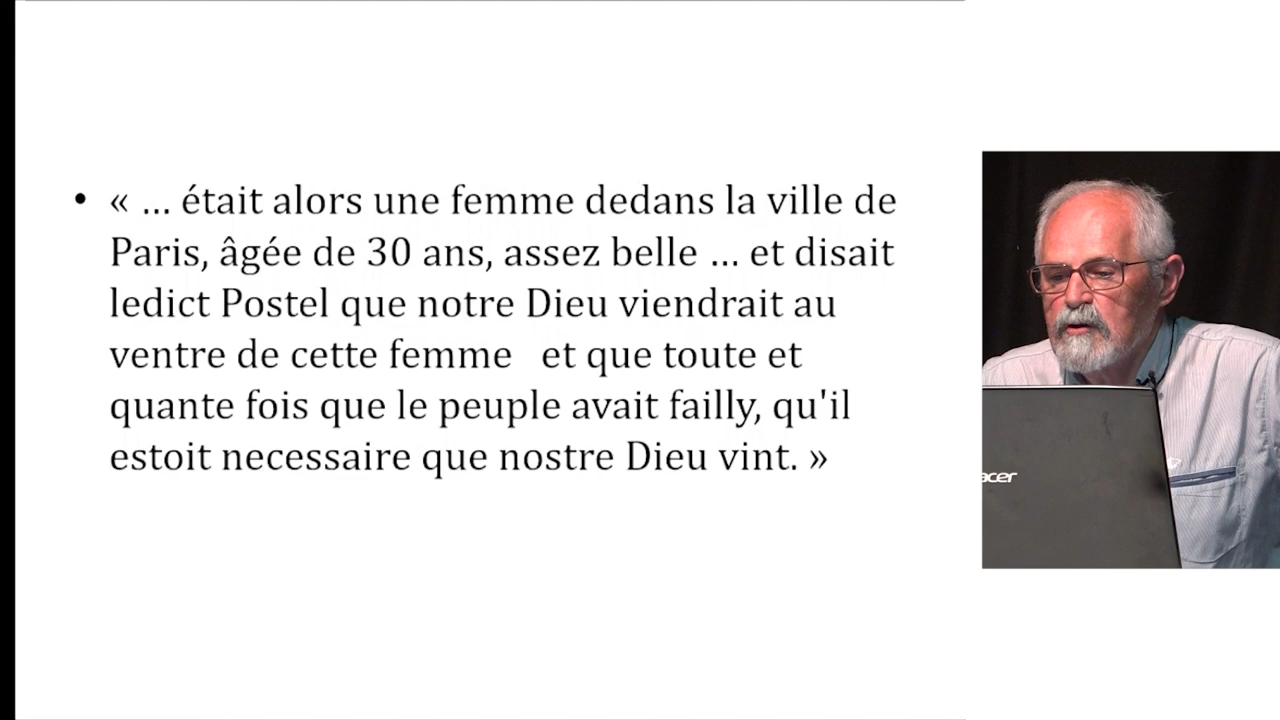 • « ... était alors une femme dedans la ville de
Paris, âgée de 30 ans, assez belle ... et disait
ledict Postel que notre Dieu viendrait au
ventre de cette femme   et que toute et
quante fois que le peuple avait failly, qu'il
estoit necessaire que nostre Dieu vint. »
acer